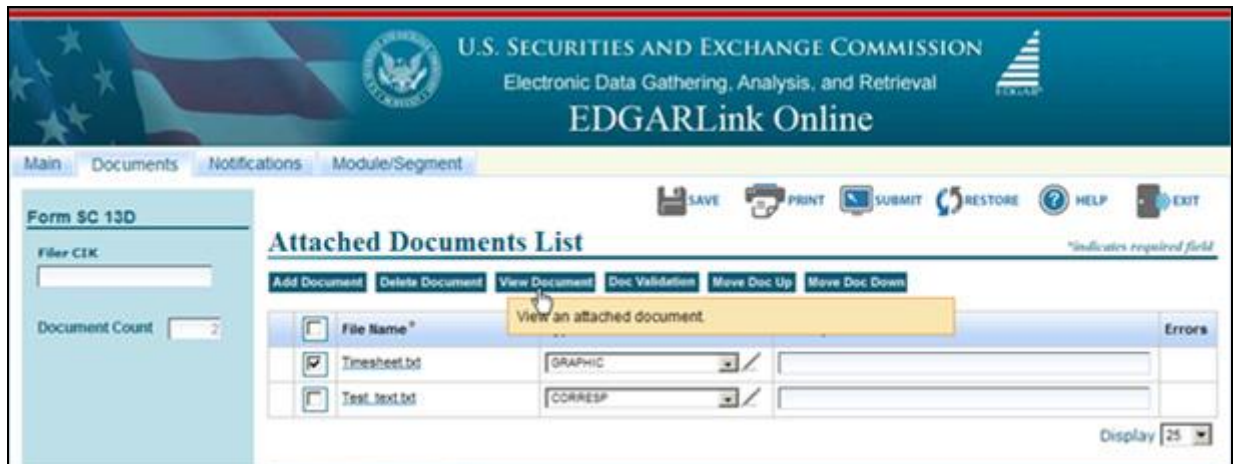 U.S. SECURITIES AND EXCHANGE COMMISSION
Electronic Data Gathering, Analysis, and Retrieval
EDGAR
EDGARLink Online
Main Documents Notifications Module/Segment
SAVE PRINT SUBMIT RESTORE HELP EXIT
Form SC 13D
Attached Documents List
*indicates required field
Filer CIK
Add Document Delete Document View Document Doc Validation Move Doc Up Move Doc Down
View an attached document.
Document Count 2
File Name* Errors
Timesheet.txt GRAPHIC
Test_text.txt CORRESP
Display 25